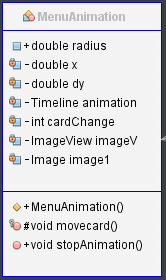 MenuAnimation
+double radius
-double x
-double dy
-Timeline animation
-int cardChange
-ImageView imageV
-Image image1
+MenuAnimation()
#void movecard()
+void stopAnimation()